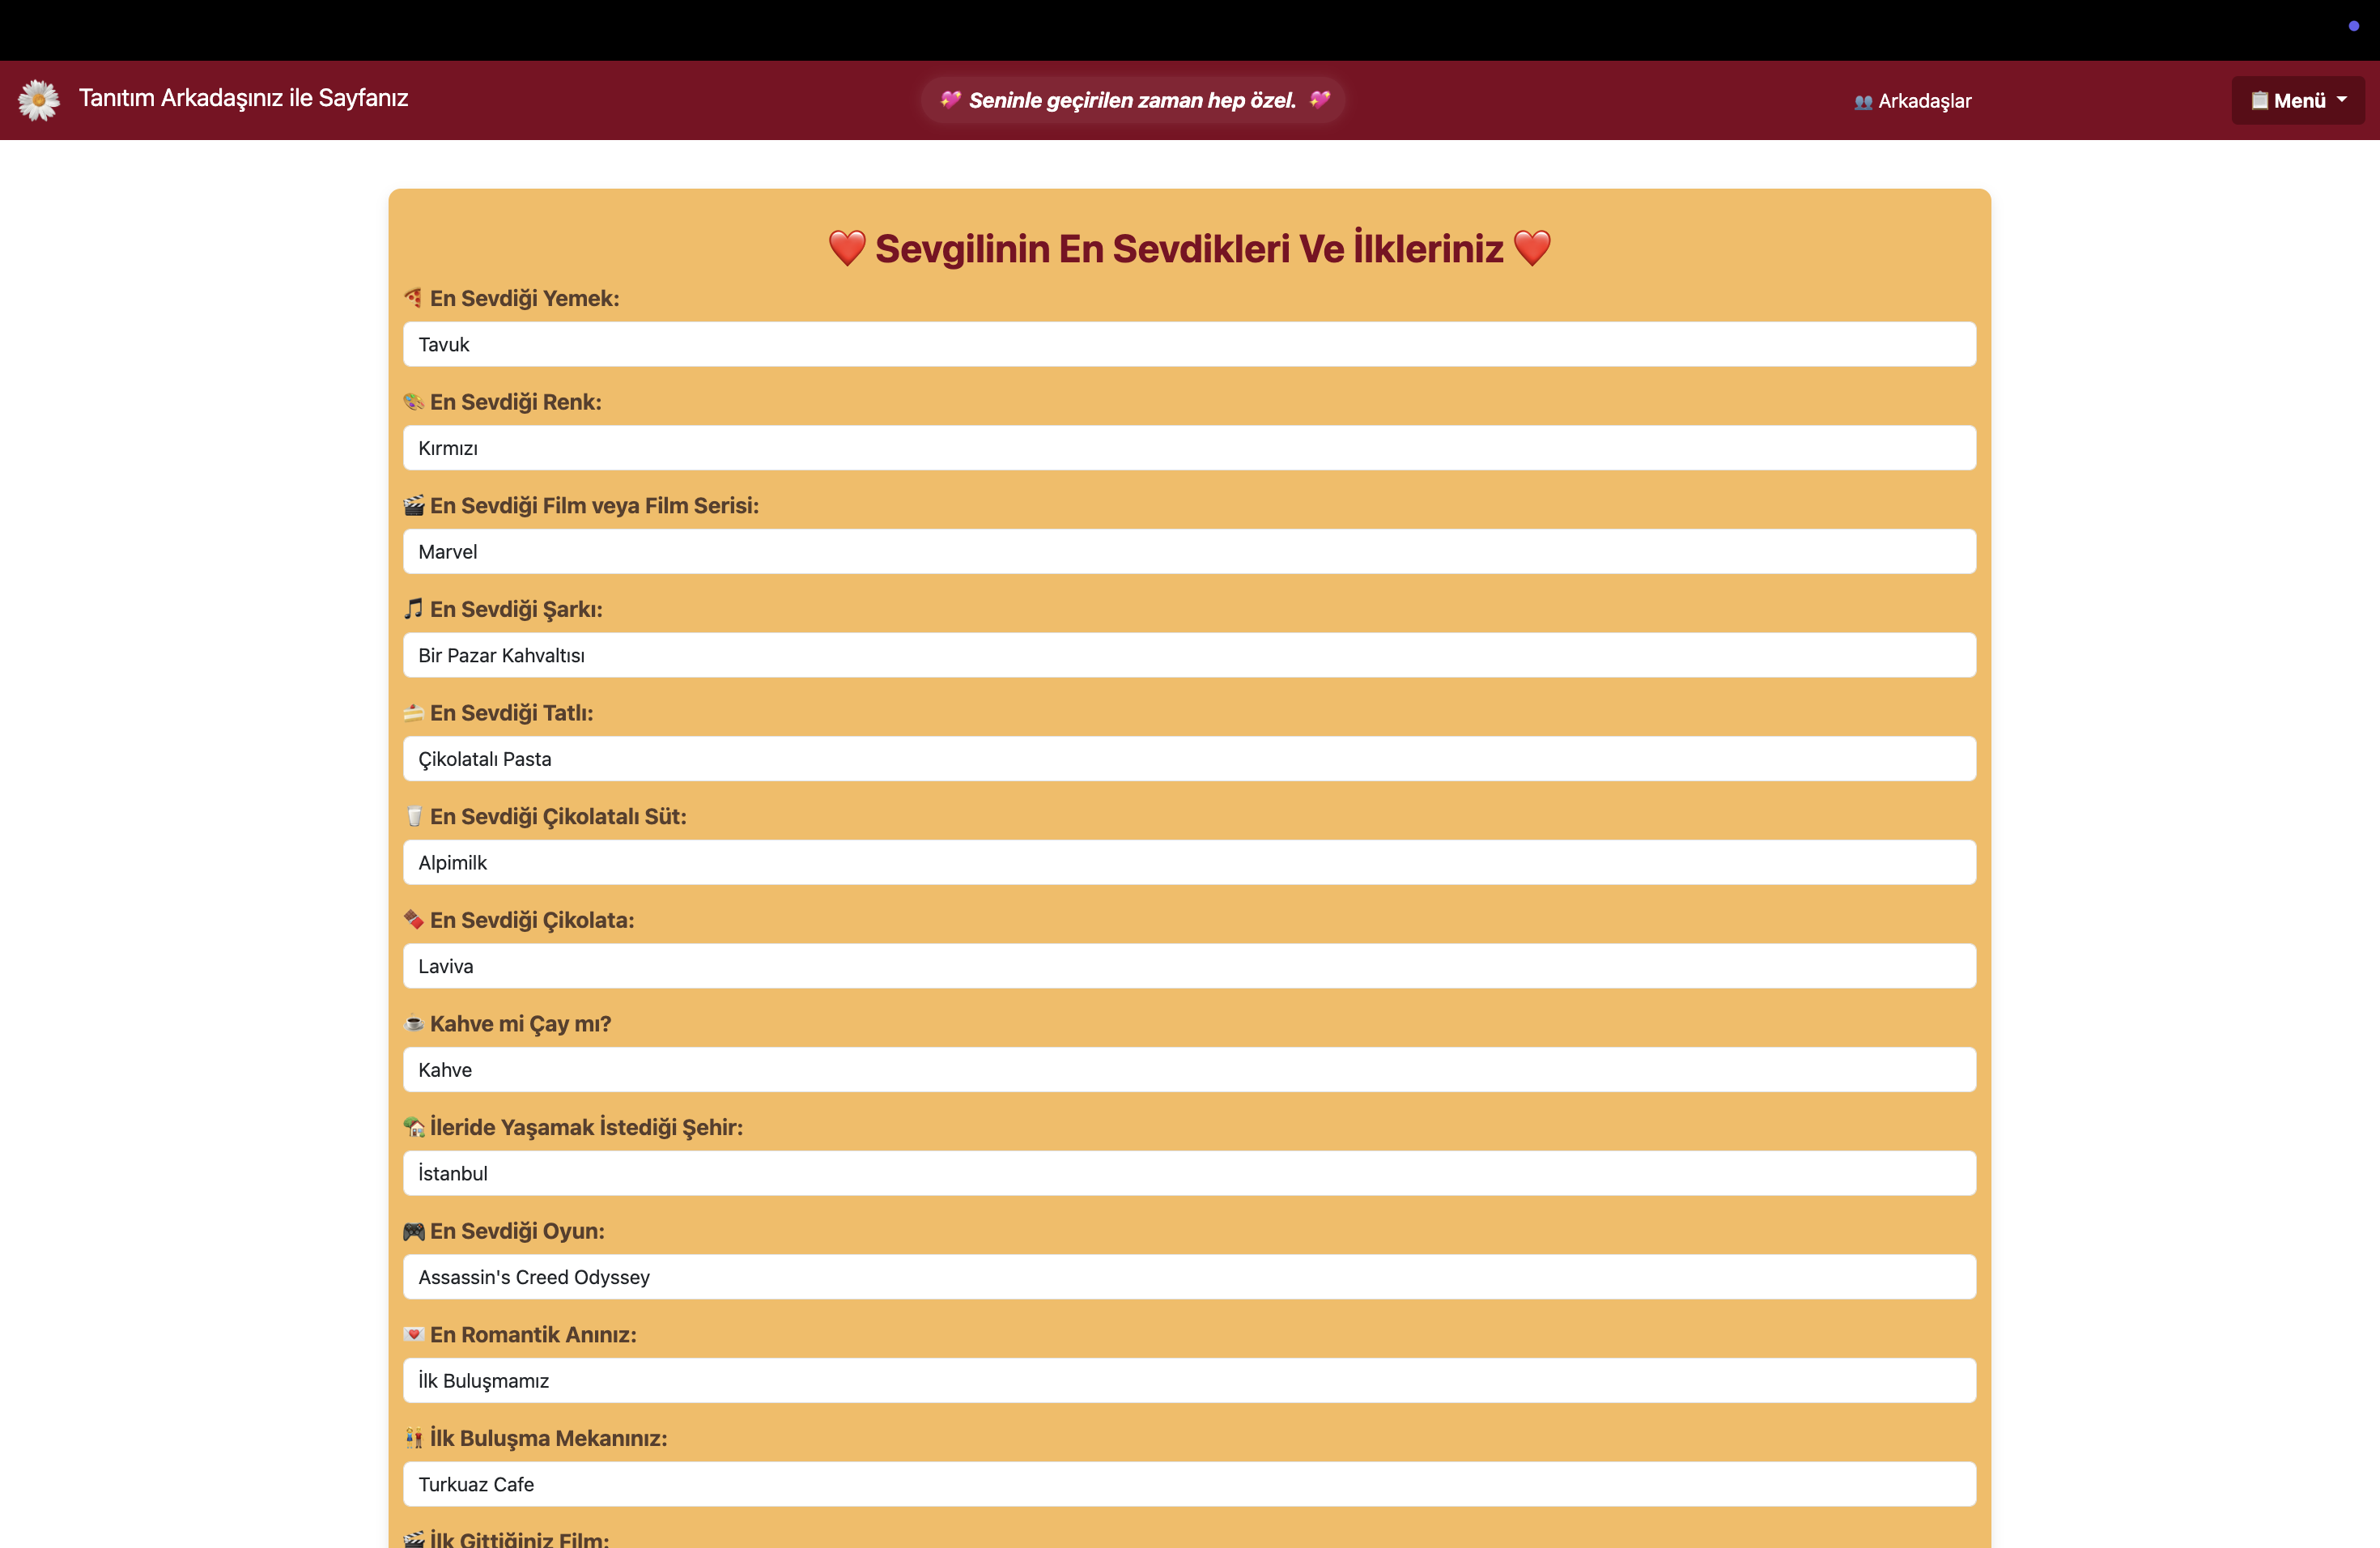 Tanıtım Arkadaşınız ile Sayfanız
💖 Seninle geçirilen zaman hep özel. 💖
👥 Arkadaşlar
📋 Menü
❤️ Sevgilinin En Sevdikleri Ve İlkleriniz ❤️
🍕 En Sevdiği Yemek:
Tavuk
🎨 En Sevdiği Renk:
Kırmızı
🎬 En Sevdiği Film veya Film Serisi:
Marvel
🎵 En Sevdiği Şarkı:
Bir Pazar Kahvaltısı
🍰 En Sevdiği Tatlı:
Çikolatalı Pasta
🥛 En Sevdiği Çikolatalı Süt:
Alpimilk
🍫 En Sevdiği Çikolata:
Laviva
☕ Kahve mi Çay mı?
Kahve
🏡 İleride Yaşamak İstediği Şehir:
İstanbul
🎮 En Sevdiği Oyun:
Assassin's Creed Odyssey
💌 En Romantik Anınız:
İlk Buluşmamız
👫 İlk Buluşma Mekanınız:
Turkuaz Cafe
🎬 İlk Gittiğiniz Film: